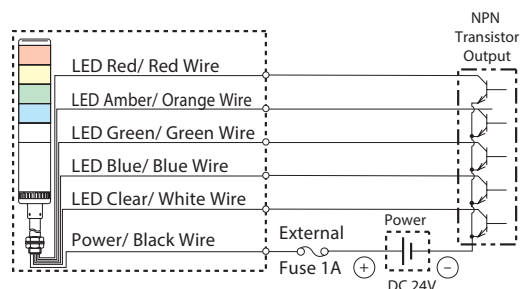 NPN
Transistor
Output
LED Red/ Red Wire
LED Amber/ Orange Wire
LED Green/ Green Wire
LED Blue/ Blue Wire
LED Clear/ White Wire
Power/ Black Wire
External
Fuse 1A
Power
+
−
DC 24V